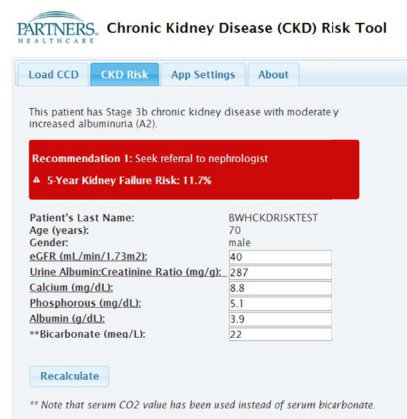 PARTNERS. Chronic Kidney Disease (CKD) Risk Tool
HEALTHCARE
Load CCD CKD Risk App Settings About
This patient has Stage 3b chronic kidney disease with moderately
increased albuminuria (A2).
Recommendation 1: Seek referral to nephrologist
5-Year Kidney Failure Risk: 11.7%
Patient's Last Name: BWHCKDRISKTEST
Age (years): 70
Gender: male
eGFR (mL/min/1.73m2): 40
Urine Albumin:Creatinine Ratio (mg/g): 287
Calcium (mg/dL): 8.8
Phosphorous (mg/dL): 5.1
Albumin (g/dL): 3.9
**Bicarbonate (meq/L): 22
Recalculate
** Note that serum CO2 value has been used instead of serum bicarbonate.